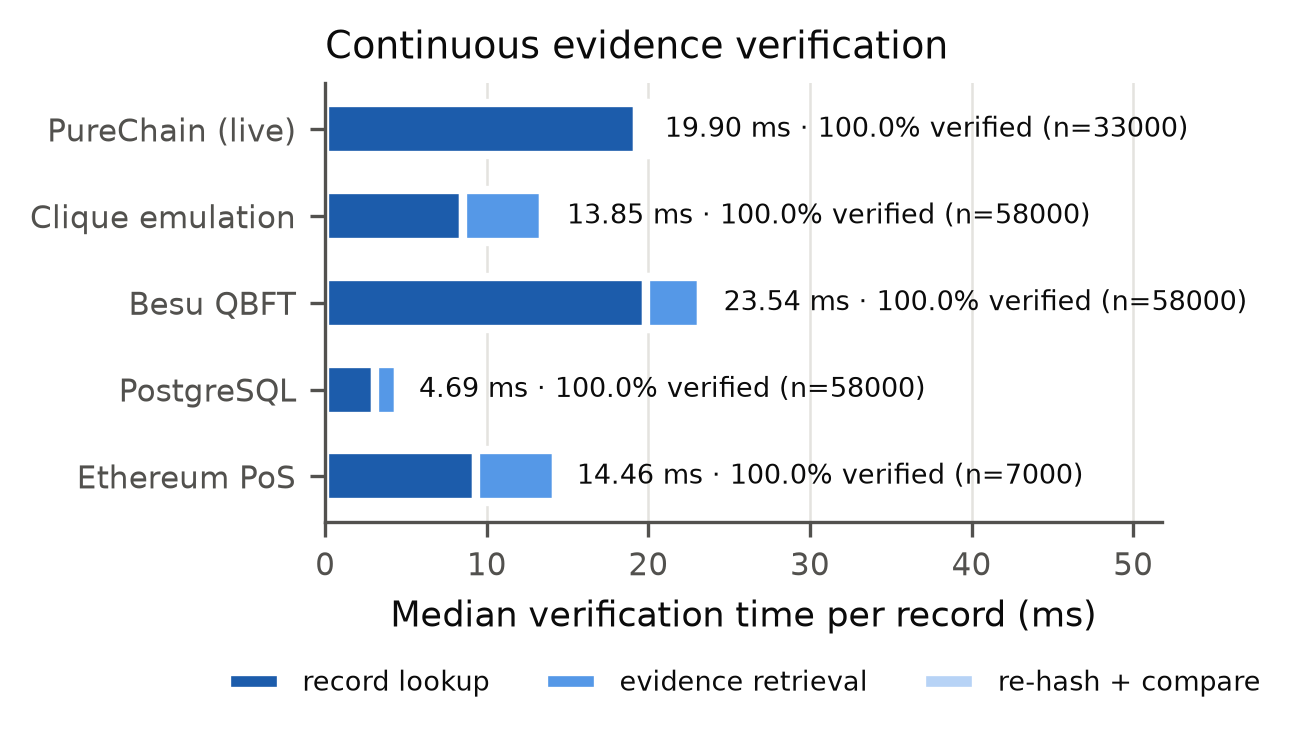 Continuous evidence verification
PureChain (live)
19.90 ms · 100.0% verified (n=33000)
Clique emulation
13.85 ms · 100.0% verified (n=58000)
Besu QBFT
23.54 ms · 100.0% verified (n=58000)
PostgreSQL
4.69 ms · 100.0% verified (n=58000)
Ethereum PoS
14.46 ms · 100.0% verified (n=7000)
0 10 20 30 40 50
Median verification time per record (ms)
record lookup evidence retrieval re-hash + compare